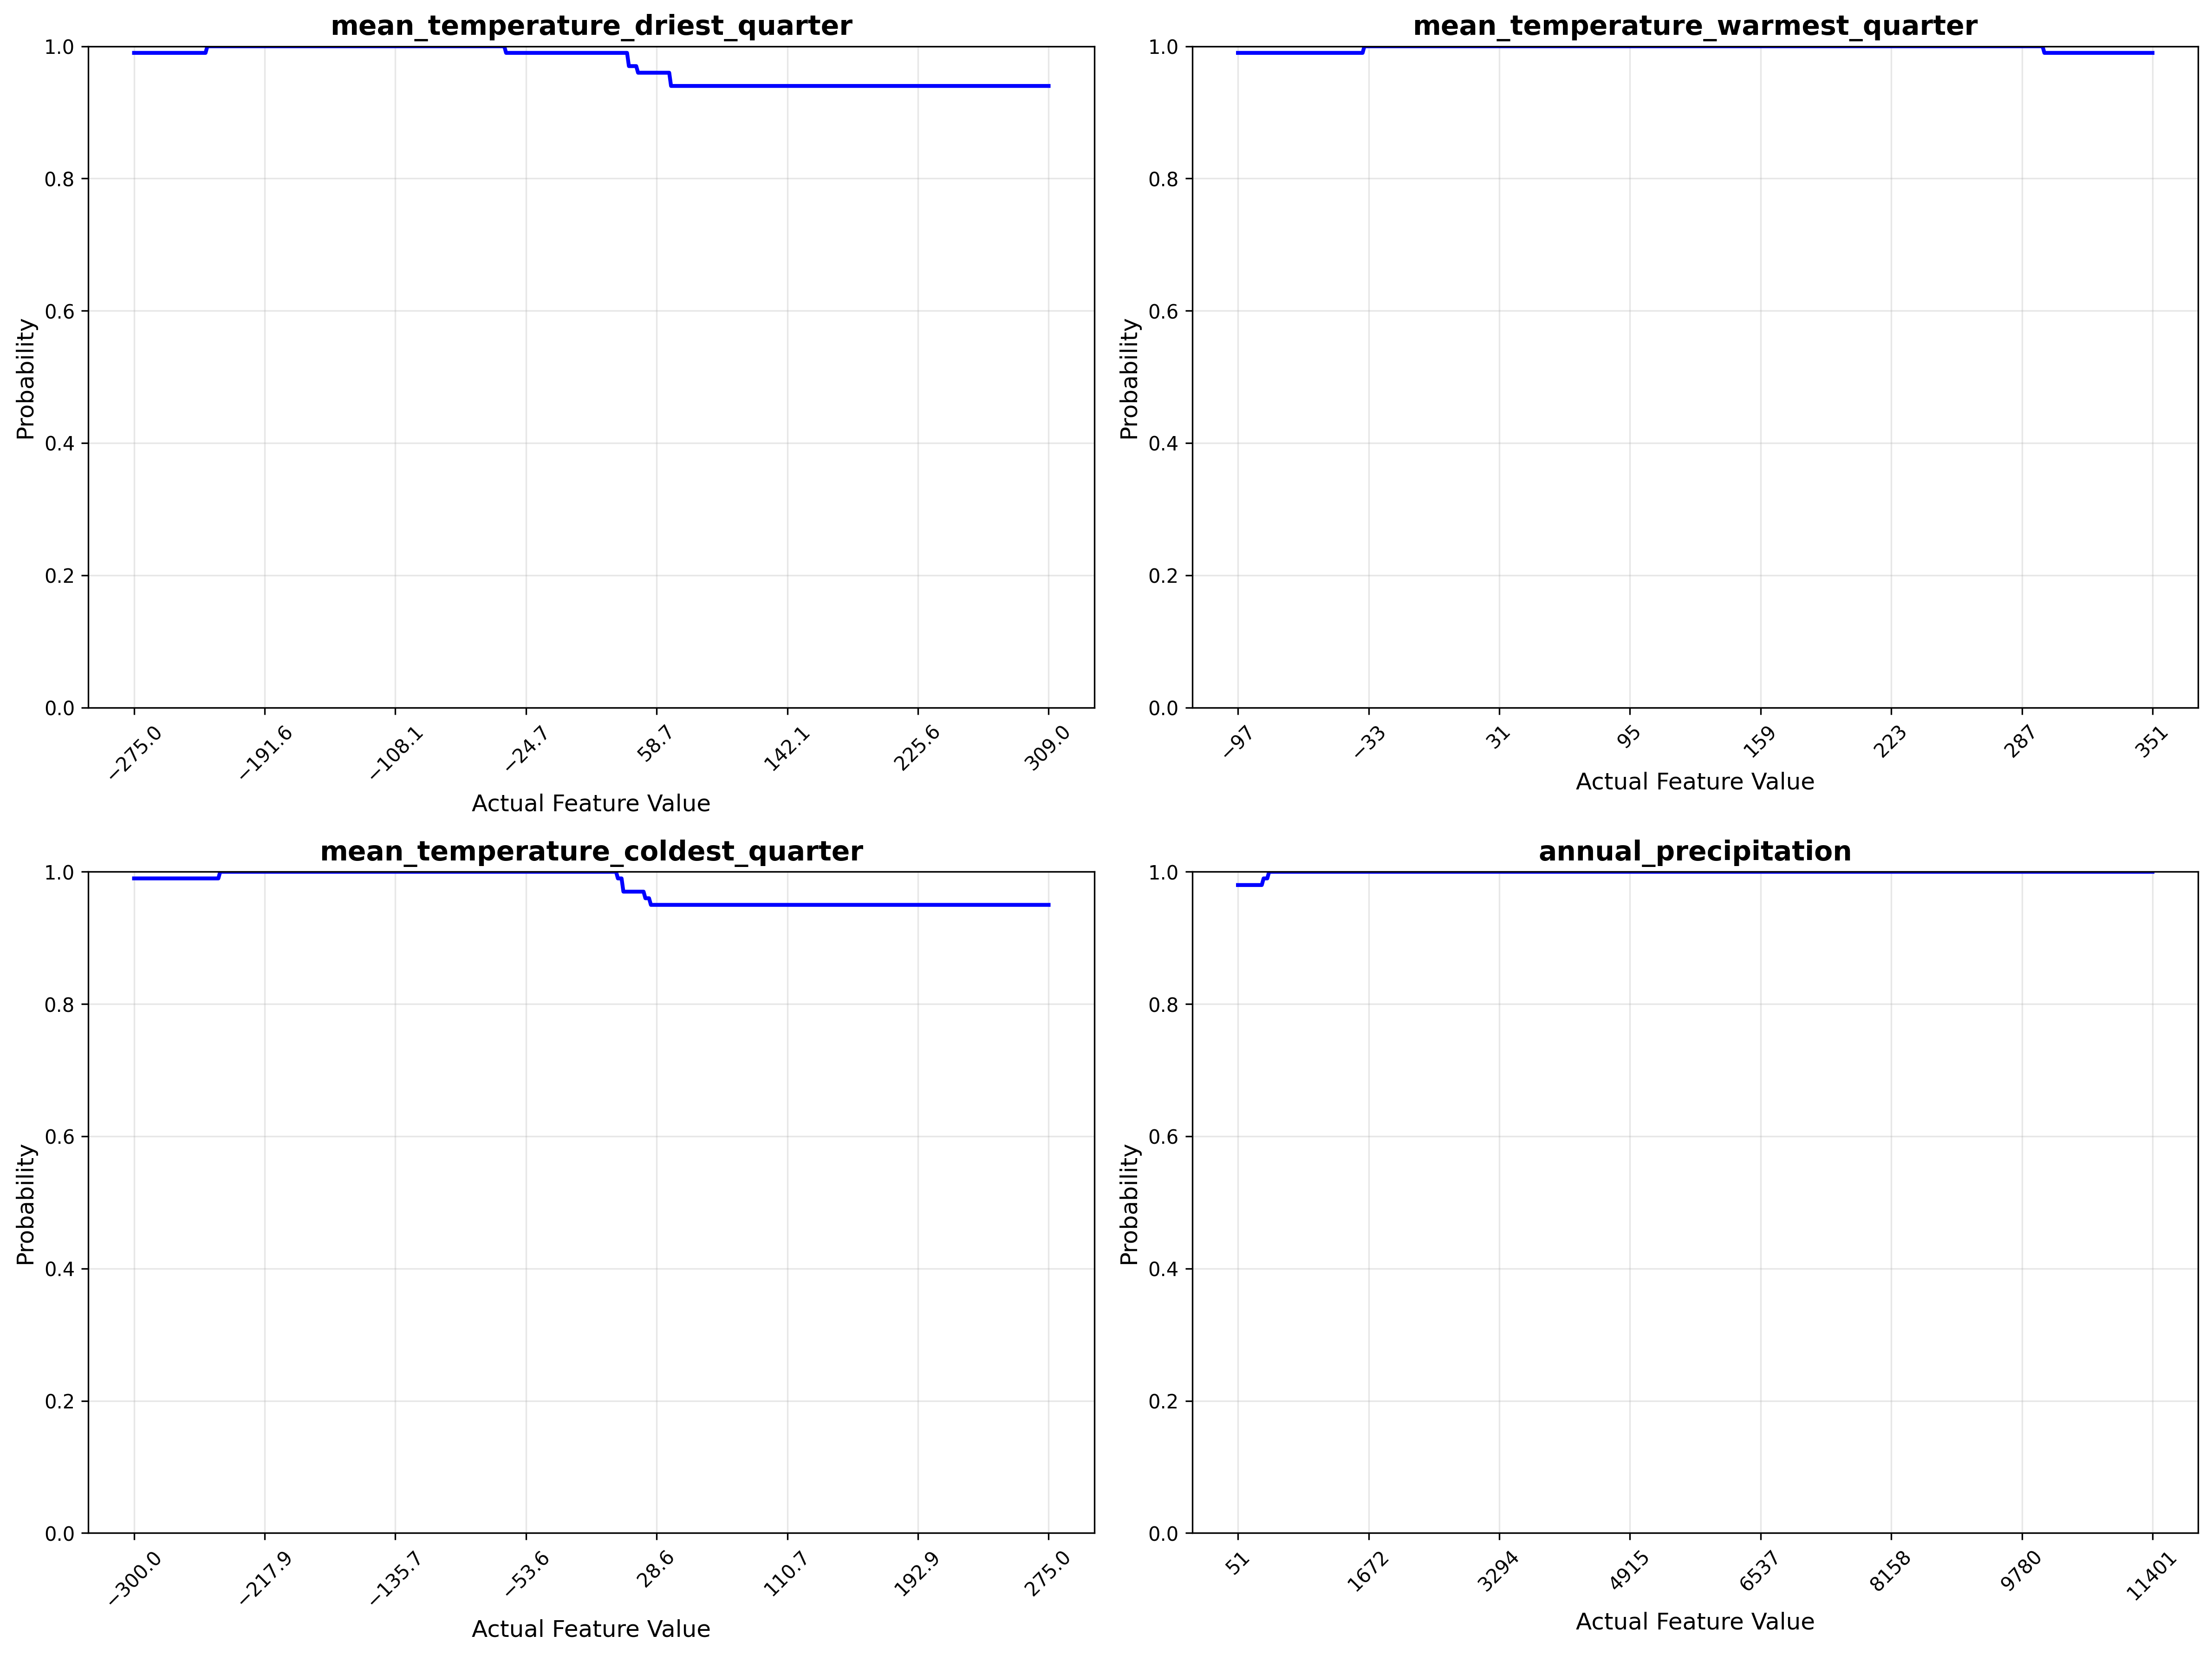 mean_temperature_driest_quarter
1.0
0.8
0.6
0.4
0.2
0.0
Probability
−275.0 −191.6 −108.1 −24.7 58.7 142.1 225.6 309.0
Actual Feature Value
mean_temperature_warmest_quarter
1.0
0.8
0.6
0.4
0.2
0.0
Probability
−97 −33 31 95 159 223 287 351
Actual Feature Value
mean_temperature_coldest_quarter
1.0
0.8
0.6
0.4
0.2
0.0
Probability
−300.0 −217.9 −135.7 −53.6 28.6 110.7 192.9 275.0
Actual Feature Value
annual_precipitation
1.0
0.8
0.6
0.4
0.2
0.0
Probability
51 1672 3294 4915 6537 8158 9780 11401
Actual Feature Value